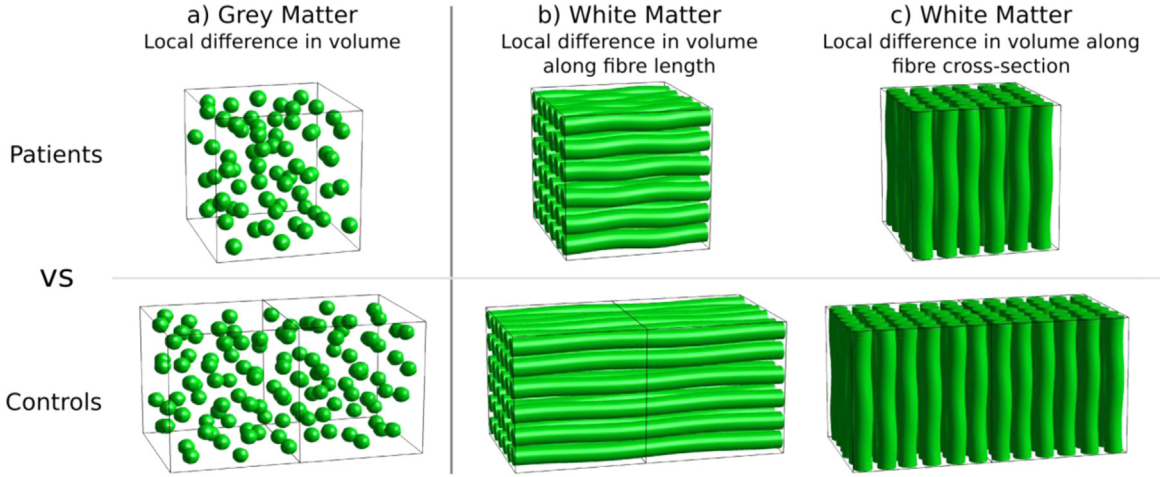 a) Grey Matter
Local difference in volume
b) White Matter
Local difference in volume
along fibre length
c) White Matter
Local difference in volume along
fibre cross-section
Patients
vs
Controls